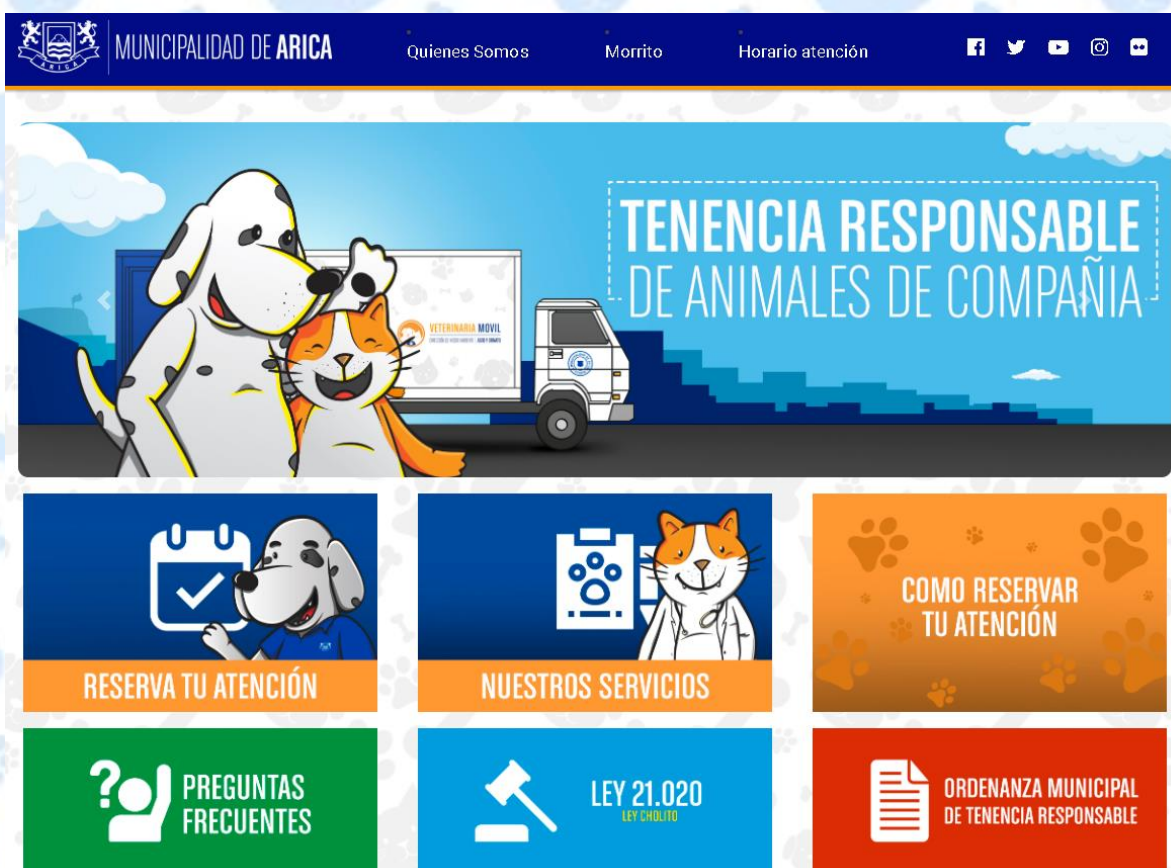 MUNICIPALIDAD DE ARICA
Quienes Somos
Morrito
Horario atención
ARICA
TENENCIA RESPONSABLE
DE ANIMALES DE COMPAÑIA
VETERINARIA MOVIL
RESERVA TU ATENCIÓN
NUESTROS SERVICIOS
COMO RESERVAR
TU ATENCIÓN
PREGUNTAS
FRECUENTES
LEY 21.020
LEY CHOLITO
ORDENANZA MUNICIPAL
DE TENENCIA RESPONSABLE